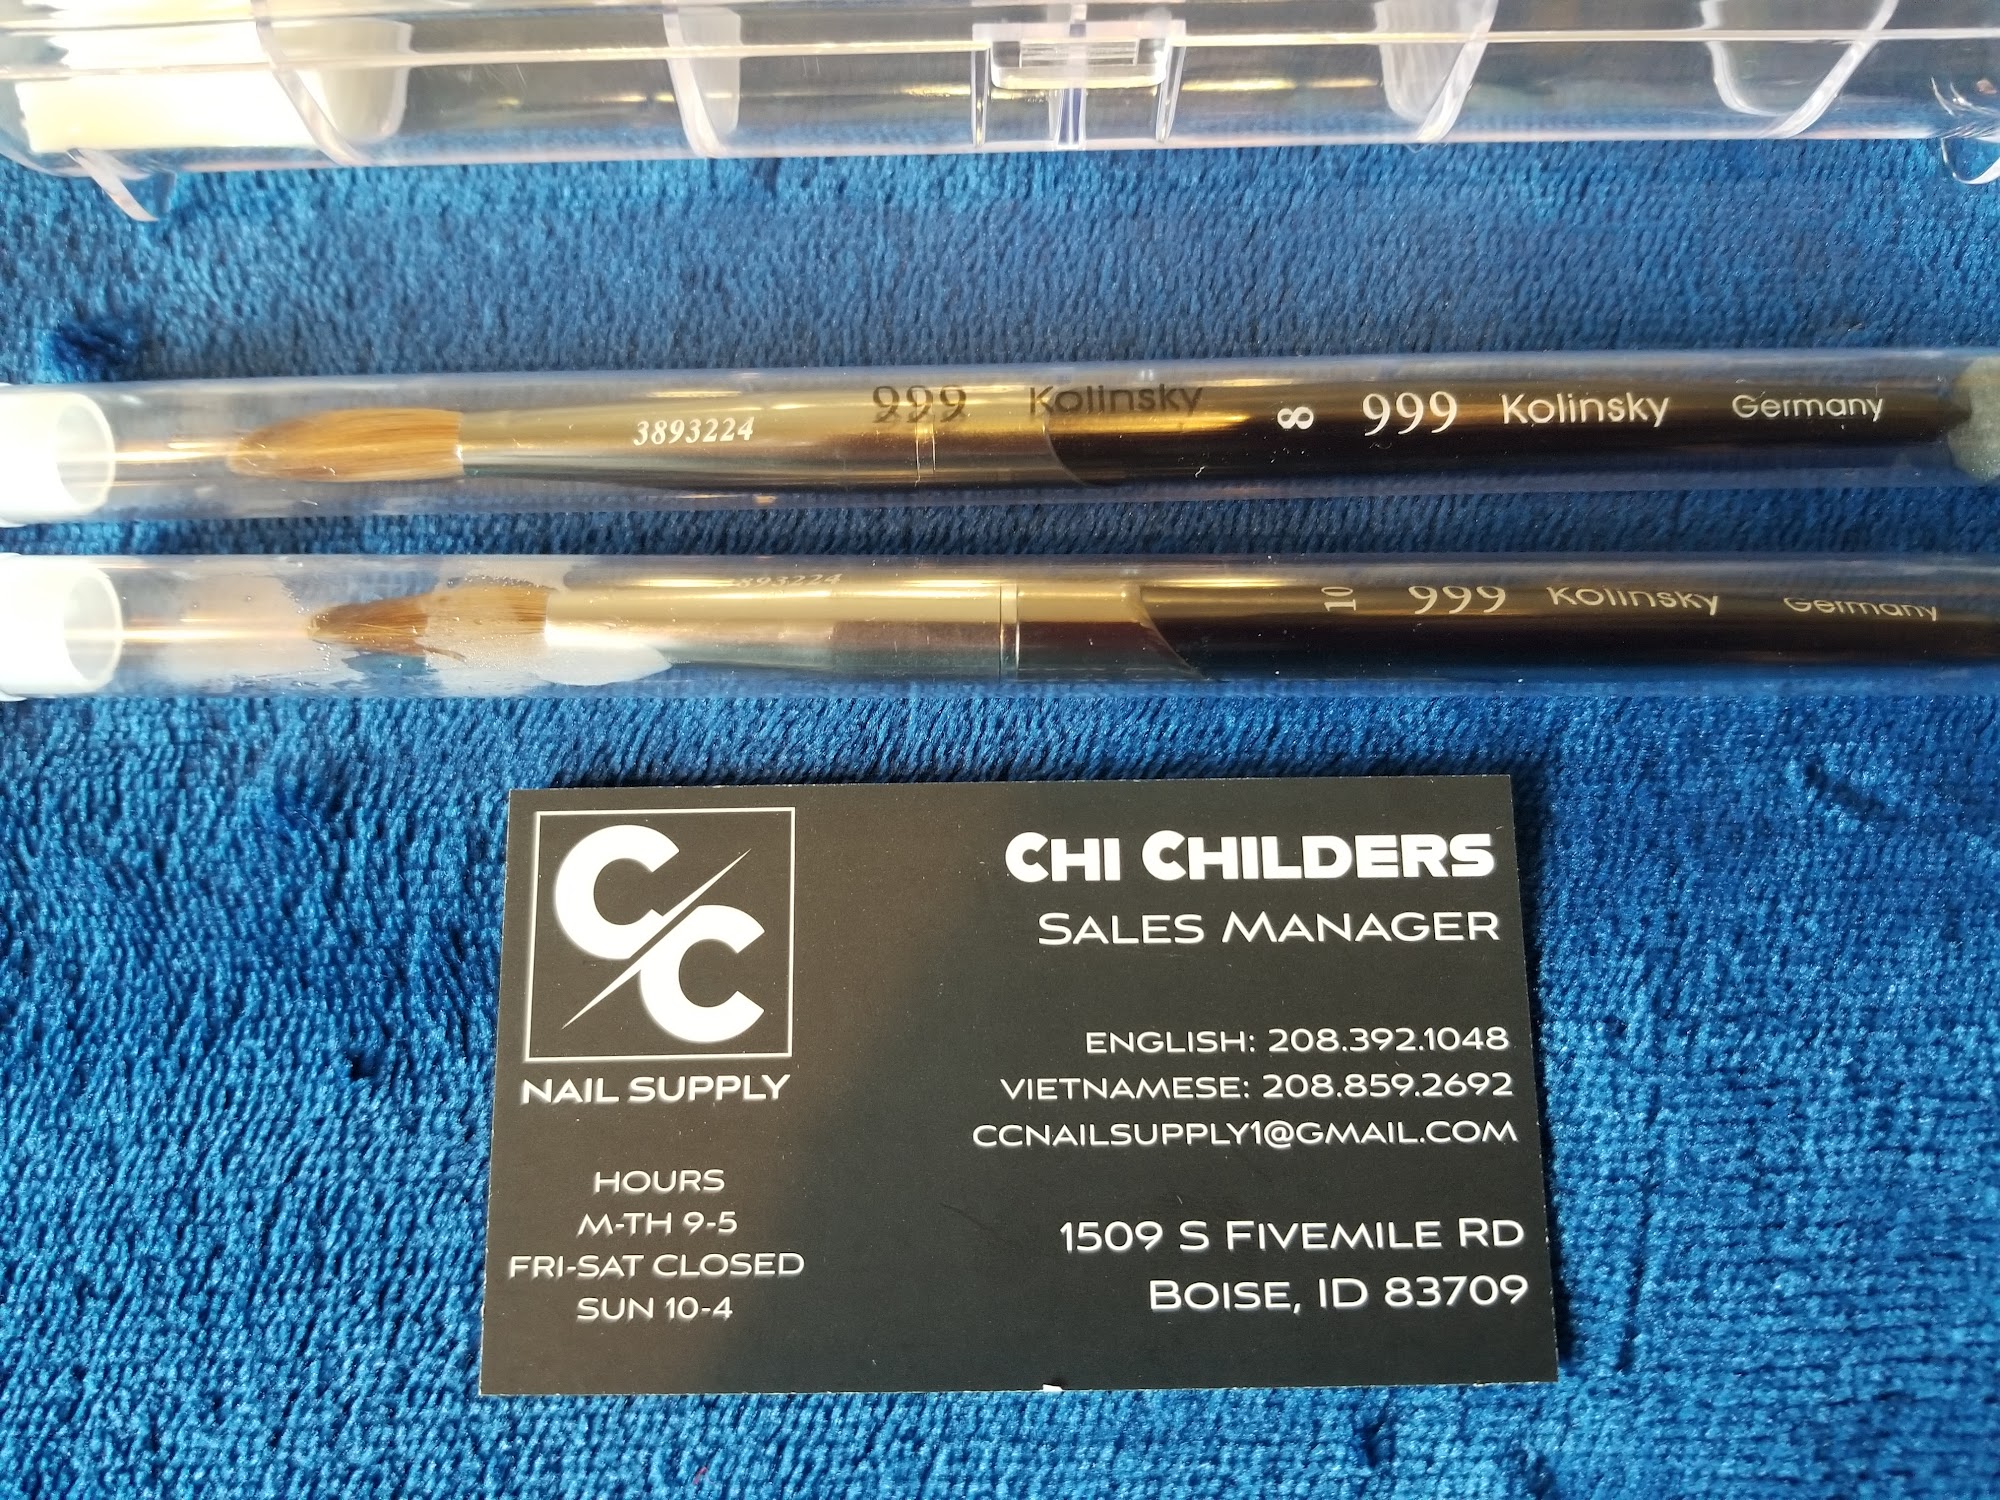 3893224 999 Kolinsky 8 999 Kolinsky Germany
3893224 10 999 Kolinsky Germany
CC
NAIL SUPPLY
HOURS
M-TH 9-5
FRI-SAT CLOSED
SUN 10-4
CHI CHILDERS
SALES MANAGER
ENGLISH: 208.392.1048
VIETNAMESE: 208.859.2692
CCNAILSUPPLY1@GMAIL.COM
1509 S FIVEMILE RD
BOISE, ID 83709